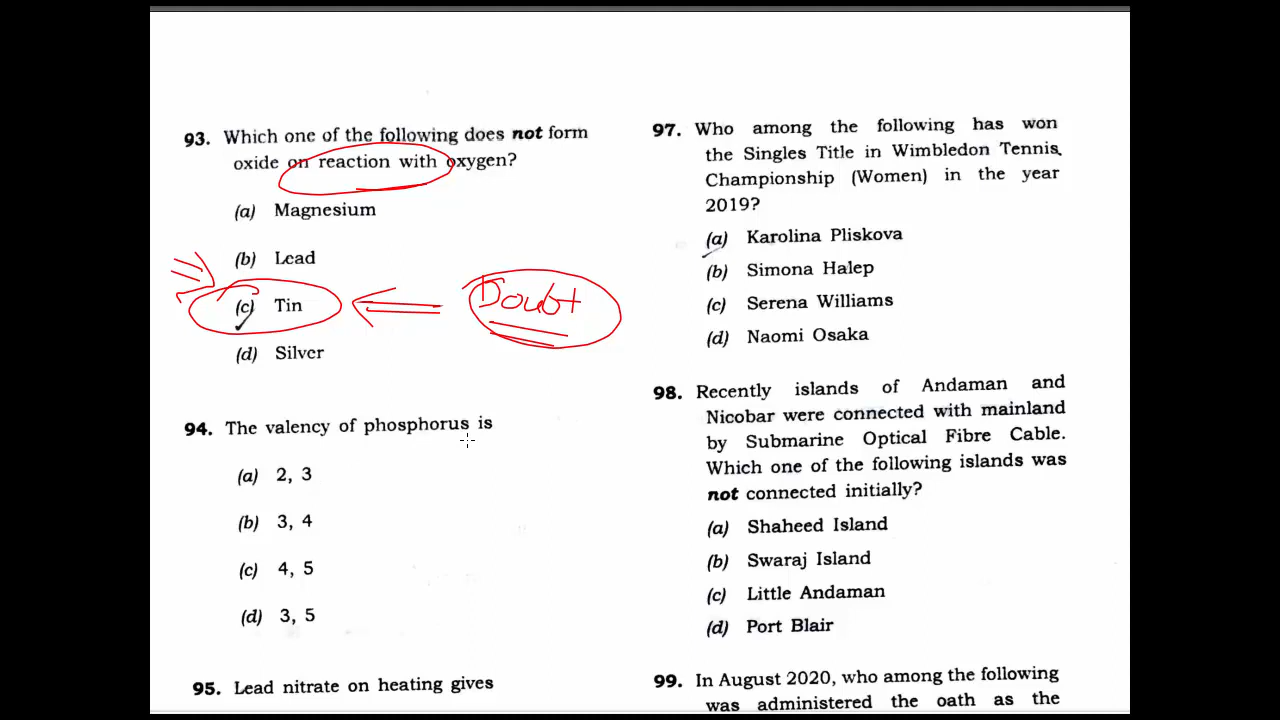 93. Which one of the following does not form
oxide on reaction with oxygen?
(a) Magnesium
(b) Lead
(c) Tin
Doubt
(d) Silver
94. The valency of phosphorus is
(a) 2, 3
(b) 3, 4
(c) 4, 5
(d) 3, 5
95. Lead nitrate on heating gives
97. Who among the following has won
the Singles Title in Wimbledon Tennis
Championship (Women) in the year
2019?
(a) Karolina Pliskova
(b) Simona Halep
(c) Serena Williams
(d) Naomi Osaka
98. Recently islands of Andaman and
Nicobar were connected with mainland
by Submarine Optical Fibre Cable.
Which one of the following islands was
not connected initially?
(a) Shaheed Island
(b) Swaraj Island
(c) Little Andaman
(d) Port Blair
99. In August 2020, who among the following
was administered the oath as the